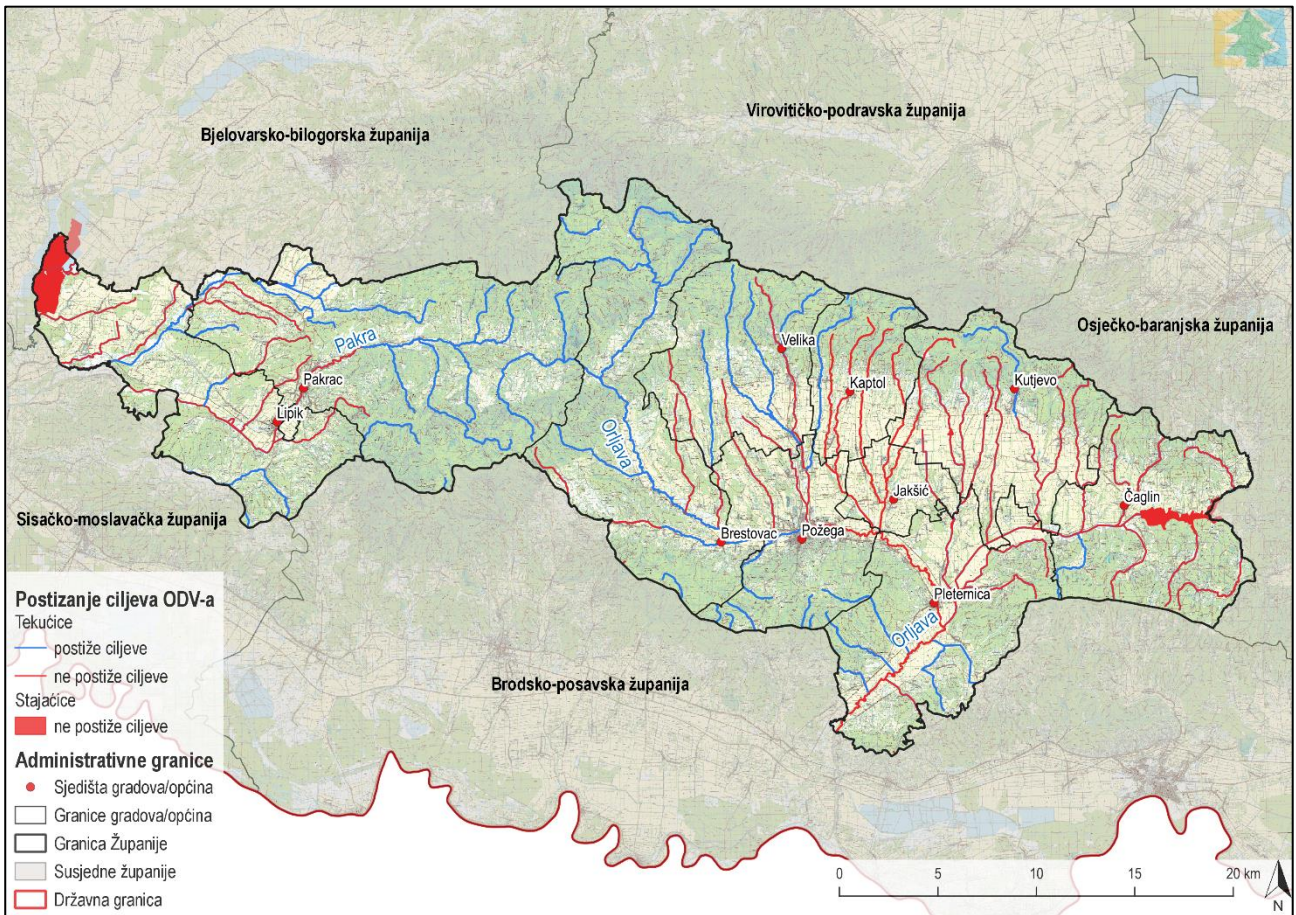 Virovitičko-podravska županija
Bjelovarsko-bilogorska županija
Osječko-baranjska županija
Velika
Pakra
Kaptol
Kutjevo
Pakrac
Lipik
Orljava
Jakšić
Čaglin
Sisačko-moslavačka županija
Brestovac
Požega
Pleternica
Orljava
Brodsko-posavska županija
Postizanje ciljeva ODV-a
Tekućice
postiže ciljeve
ne postiže ciljeve
Stajaćice
ne postiže ciljeve
Administrativne granice
Sjedišta gradova/općina
Granice gradova/općina
Granica Županije
Susjedne županije
Državna granica
0 5 10 15 20 km
N